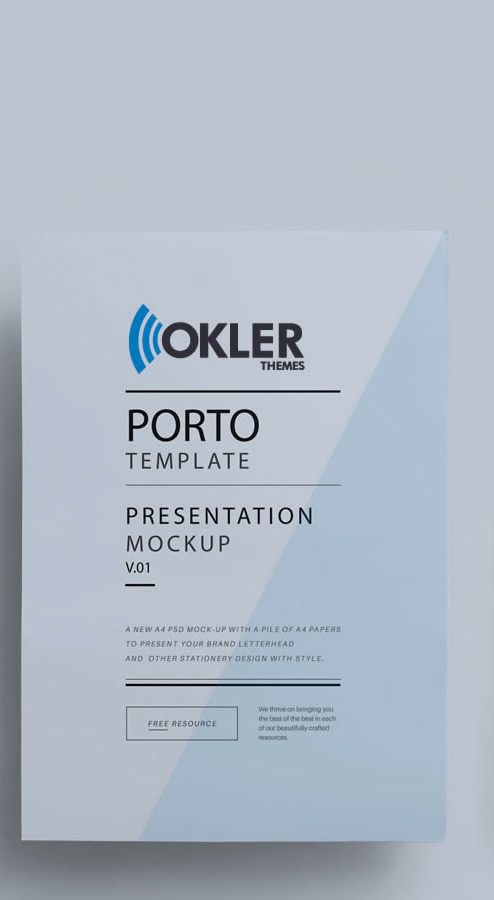 OKLER
THEMES
PORTO
TEMPLATE
PRESENTATION
MOCKUP
V.01
A NEW A4 PSD MOCK-UP WITH A PILE OF A4 PAPERS
TO PRESENT YOUR BRAND LETTERHEAD
AND OTHER STATIONERY DESIGN WITH STYLE.
FREE RESOURCE
We thrive on bringing you
the best of the best in each
of our beautifully crafted
resources.